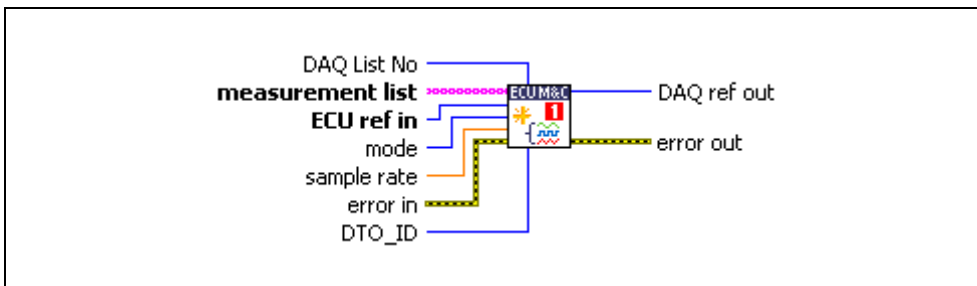 DAQ List No
measurement list
ECU ref in
mode
sample rate
error in
DTO_ID
ECU M&C
1
DAQ ref out
error out